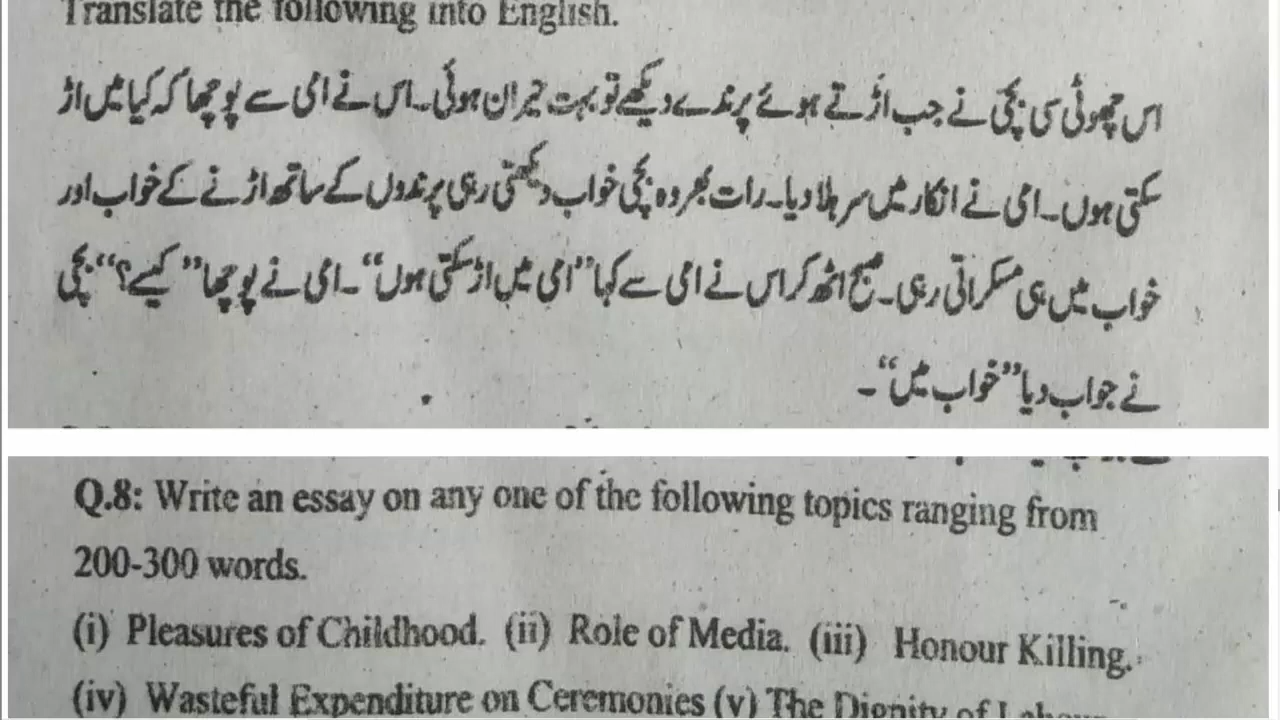 Translate the following into English.
اس چھوٹی سی بچی نے جب اڑتے ہوئے پرندے دیکھے تو بہت حیران ہوئی۔ اس نے امی سے پوچھا کہ کیا میں اڑ
سکتی ہوں۔ امی نے انکار میں سر ہلا دیا۔ رات بھر وہ بچی خواب دیکھتی رہی پرندوں کے ساتھ اڑنے کے خواب اور
خواب میں ہی مسکراتی رہی۔ صبح اٹھ کر اس نے امی سے کہا ”امی میں اڑ سکتی ہوں“۔ امی نے پوچھا ”کیسے؟“ بچی
نے جواب دیا ”خواب میں“۔
Q.8: Write an essay on any one of the following topics ranging from
200-300 words.
(i) Pleasures of Childhood. (ii) Role of Media. (iii) Honour Killing.
(iv) Wasteful Expenditure on Ceremonies (v) The Dignity of Labour